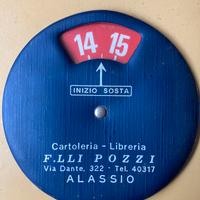 14 15
INIZIO SOSTA
Cartoleria - Libreria
F.LLI POZZI
Via Dante, 322 - Tel. 40317
ALASSIO